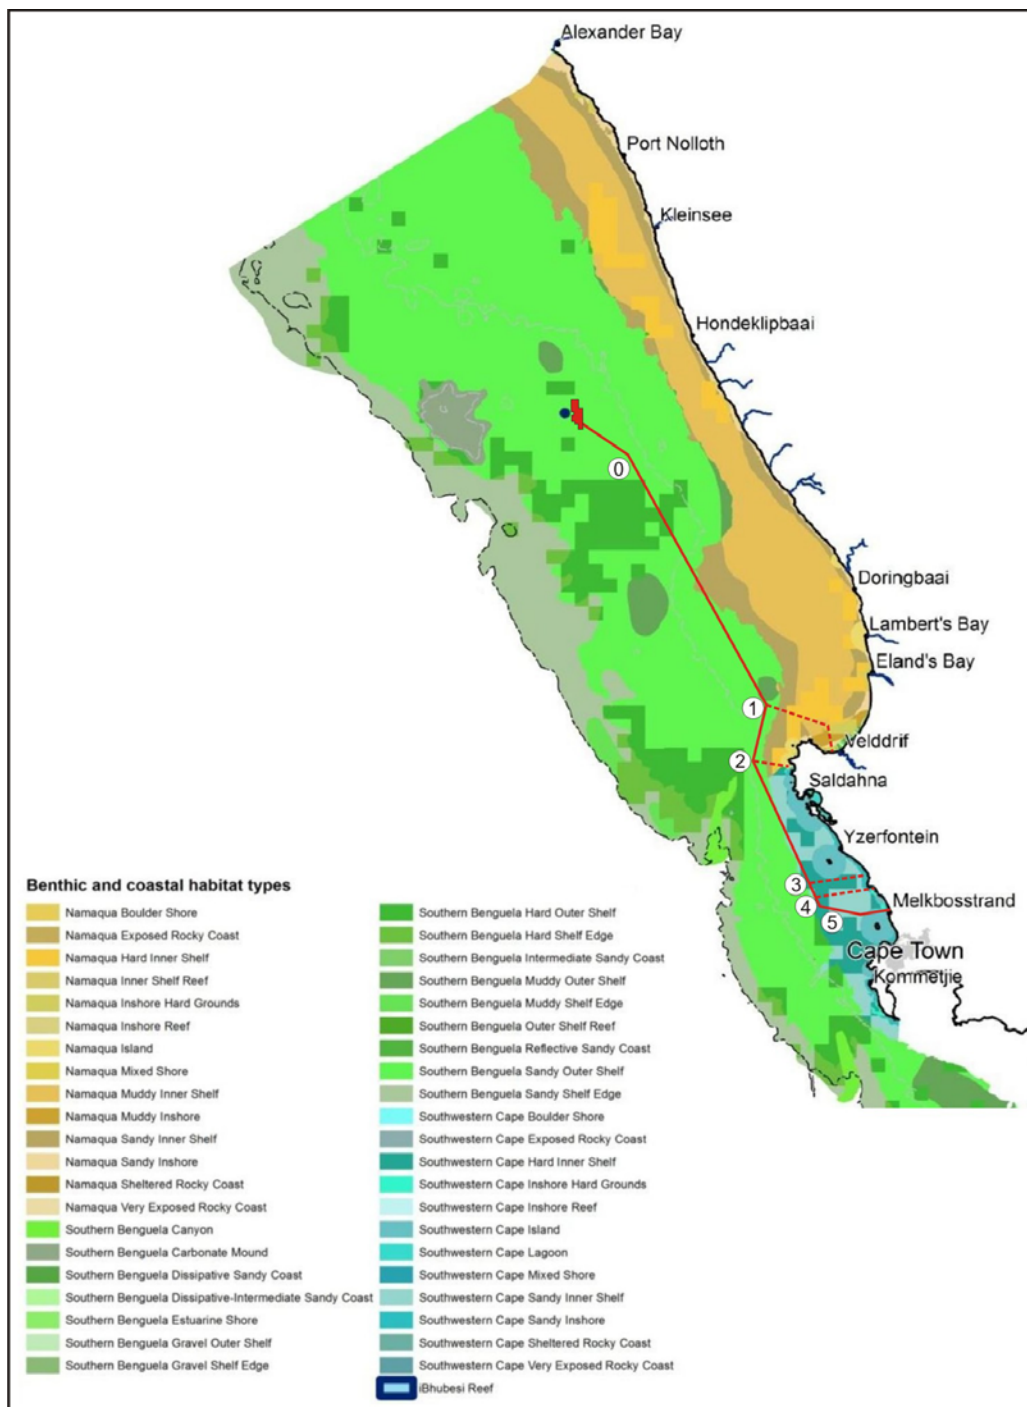 Alexander Bay
Port Nolloth
Kleinsee
Hondeklipbaai
0
Doringbaai
Lambert's Bay
Eland's Bay
1
Velddrif
2
Saldahna
Yzerfontein
3
4
Melkbosstrand
5
Cape Town
Kommetjie
Benthic and coastal habitat types
Namaqua Boulder Shore
Namaqua Exposed Rocky Coast
Namaqua Hard Inner Shelf
Namaqua Inner Shelf Reef
Namaqua Inshore Hard Grounds
Namaqua Inshore Reef
Namaqua Island
Namaqua Mixed Shore
Namaqua Muddy Inner Shelf
Namaqua Muddy Inshore
Namaqua Sandy Inner Shelf
Namaqua Sandy Inshore
Namaqua Sheltered Rocky Coast
Namaqua Very Exposed Rocky Coast
Southern Benguela Canyon
Southern Benguela Carbonate Mound
Southern Benguela Dissipative Sandy Coast
Southern Benguela Dissipative-Intermediate Sandy Coast
Southern Benguela Estuarine Shore
Southern Benguela Gravel Outer Shelf
Southern Benguela Gravel Shelf Edge
Southern Benguela Hard Outer Shelf
Southern Benguela Hard Shelf Edge
Southern Benguela Intermediate Sandy Coast
Southern Benguela Muddy Outer Shelf
Southern Benguela Muddy Shelf Edge
Southern Benguela Outer Shelf Reef
Southern Benguela Reflective Sandy Coast
Southern Benguela Sandy Outer Shelf
Southern Benguela Sandy Shelf Edge
Southwestern Cape Boulder Shore
Southwestern Cape Exposed Rocky Coast
Southwestern Cape Hard Inner Shelf
Southwestern Cape Inshore Hard Grounds
Southwestern Cape Inshore Reef
Southwestern Cape Island
Southwestern Cape Lagoon
Southwestern Cape Mixed Shore
Southwestern Cape Sandy Inner Shelf
Southwestern Cape Sandy Inshore
Southwestern Cape Sheltered Rocky Coast
Southwestern Cape Very Exposed Rocky Coast
iBhubesi Reef